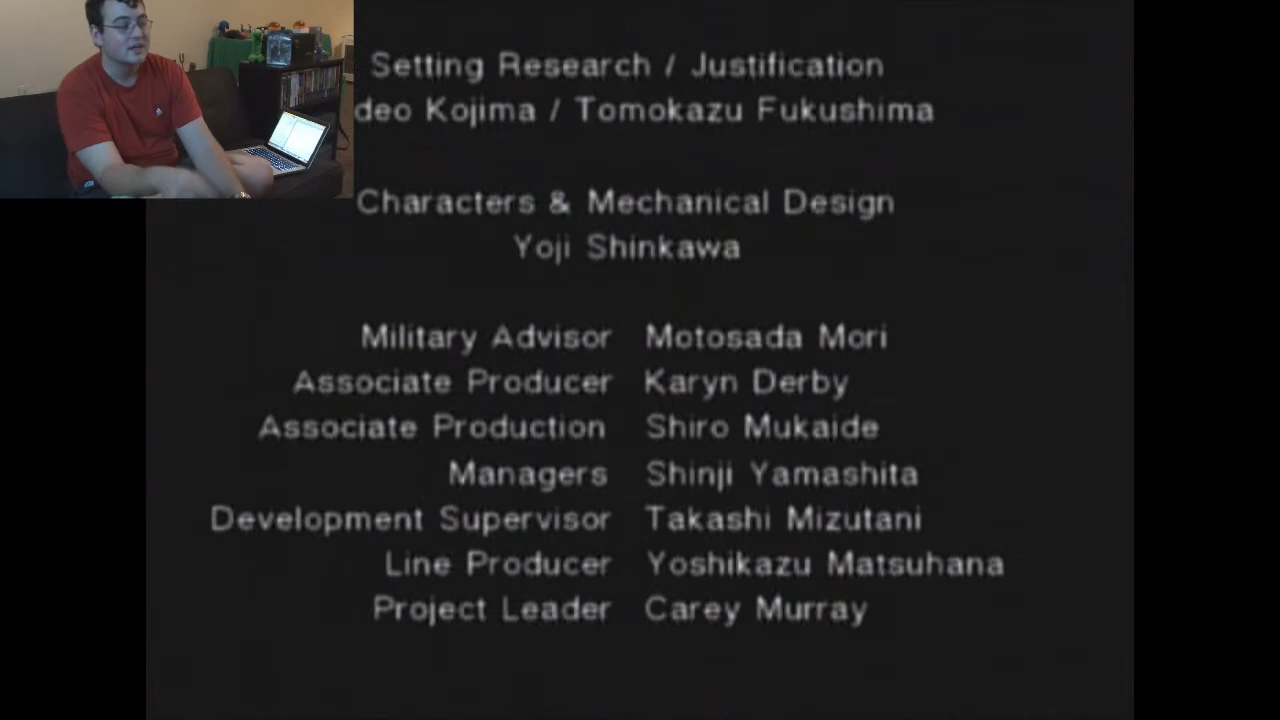 Setting Research / Justification
deo Kojima / Tomokazu Fukushima
Characters & Mechanical Design
Yoji Shinkawa
Military Advisor Motosada Mori
Associate Producer Karyn Derby
Associate Production Shiro Mukaide
Managers Shinji Yamashita
Development Supervisor Takashi Mizutani
Line Producer Yoshikazu Matsuhana
Project Leader Carey Murray